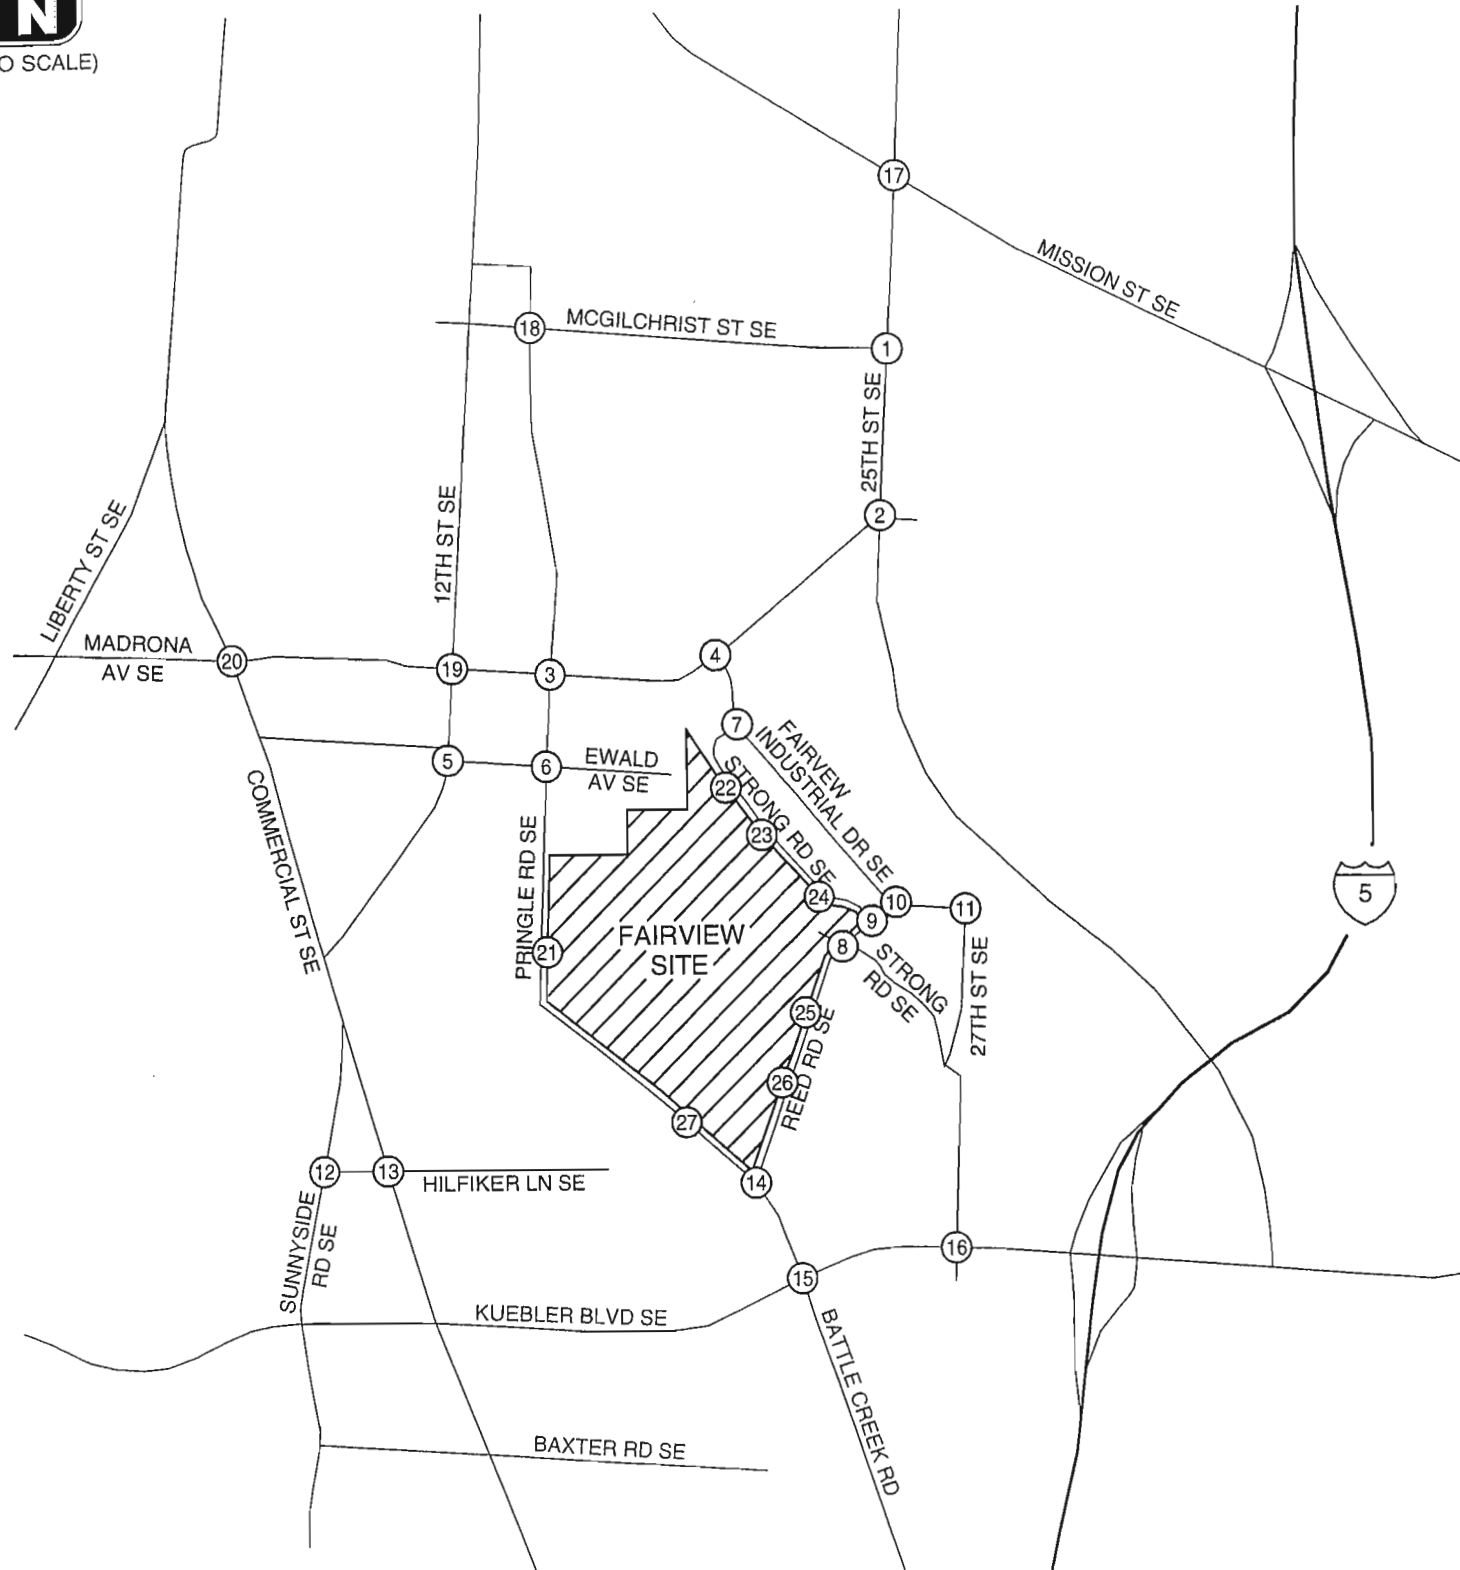 N
O SCALE)
17
MISSION ST SE
18
MCGILCHRIST ST SE
1
25TH ST SE
2
12TH ST SE
LIBERTY ST SE
MADRONA
AV SE
20
19
3
4
7
FAIRVIEW
INDUSTRIAL DR SE
5
6
EWALD
AV SE
STRONG RD SE
22
23
COMMERCIAL ST SE
PRINGLE RD SE
24
10
11
9
8
5
FAIRVIEW
SITE
21
STRONG
RD SE
27TH ST SE
25
REED RD SE
26
27
12
13
HILFIKER LN SE
14
SUNNYSIDE
RD SE
16
15
KUEBLER BLVD SE
BATTLE CREEK RD
BAXTER RD SE